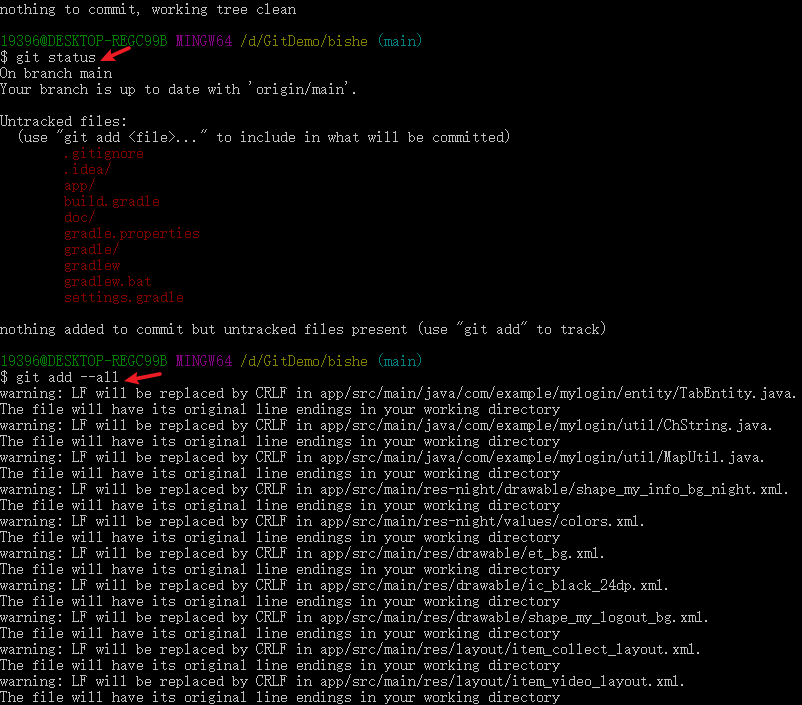 nothing to commit, working tree clean
19396@DESKTOP-REGC99B MINGW64 /d/GitDemo/bishe (main)
$ git status
On branch main
Your branch is up to date with 'origin/main'.
Untracked files:
(use "git add <file>..." to include in what will be committed)
.gitignore
.idea/
app/
build.gradle
doc/
gradle.properties
gradle/
gradlew
gradlew.bat
settings.gradle
nothing added to commit but untracked files present (use "git add" to track)
19396@DESKTOP-REGC99B MINGW64 /d/GitDemo/bishe (main)
$ git add --all
warning: LF will be replaced by CRLF in app/src/main/java/com/example/mylogin/entity/TabEntity.java.
The file will have its original line endings in your working directory
warning: LF will be replaced by CRLF in app/src/main/java/com/example/mylogin/util/ChString.java.
The file will have its original line endings in your working directory
warning: LF will be replaced by CRLF in app/src/main/java/com/example/mylogin/util/MapUtil.java.
The file will have its original line endings in your working directory
warning: LF will be replaced by CRLF in app/src/main/res-night/drawable/shape_my_info_bg_night.xml.
The file will have its original line endings in your working directory
warning: LF will be replaced by CRLF in app/src/main/res-night/values/colors.xml.
The file will have its original line endings in your working directory
warning: LF will be replaced by CRLF in app/src/main/res/drawable/et_bg.xml.
The file will have its original line endings in your working directory
warning: LF will be replaced by CRLF in app/src/main/res/drawable/ic_black_24dp.xml.
The file will have its original line endings in your working directory
warning: LF will be replaced by CRLF in app/src/main/res/drawable/shape_my_logout_bg.xml.
The file will have its original line endings in your working directory
warning: LF will be replaced by CRLF in app/src/main/res/layout/item_collect_layout.xml.
The file will have its original line endings in your working directory
warning: LF will be replaced by CRLF in app/src/main/res/layout/item_video_layout.xml.
The file will have its original line endings in your working directory